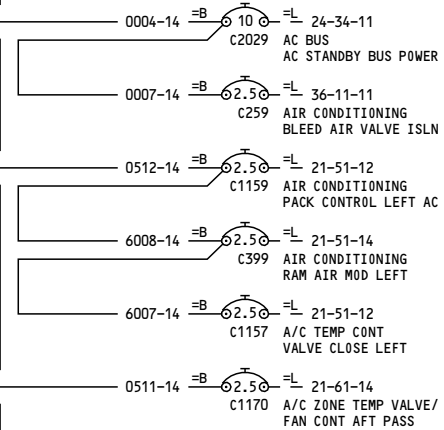 0004-14 =B 10 =L 24-34-11
C2029 AC BUS
AC STANDBY BUS POWER
0007-14 =B 2.5 =L 36-11-11
C259 AIR CONDITIONING
BLEED AIR VALVE ISLN
0512-14 =B 2.5 =L 21-51-12
C1159 AIR CONDITIONING
PACK CONTROL LEFT AC
6008-14 =B 2.5 =L 21-51-14
C399 AIR CONDITIONING
RAM AIR MOD LEFT
6007-14 =B 2.5 =L 21-51-12
C1157 A/C TEMP CONT
VALVE CLOSE LEFT
0511-14 =B 2.5 =L 21-61-14
C1170 A/C ZONE TEMP VALVE/
FAN CONT AFT PASS